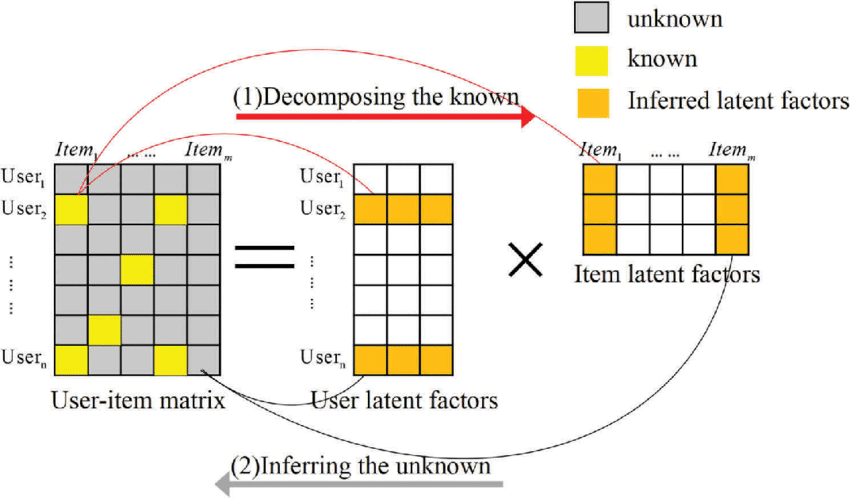 unknown
known
Inferred latent factors
(1)Decomposing the known
Item1 ... ... Itemm
User1
User2
...
...
Usern
User-item matrix
=
User1
User2
...
...
Usern
User latent factors
×
Item1 ... ... Itemm
Item latent factors
(2)Inferring the unknown